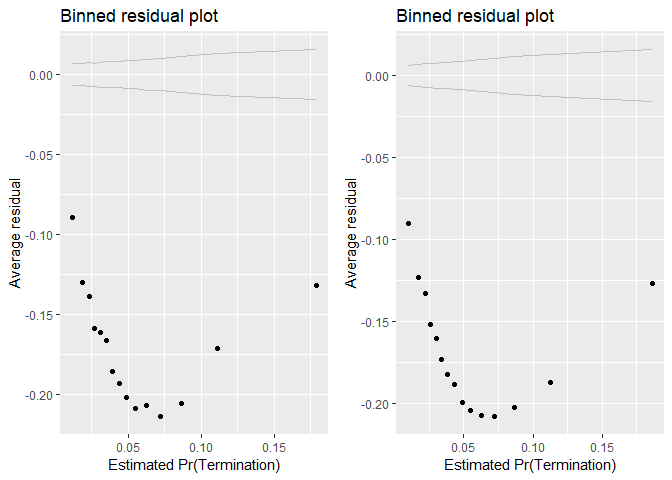 Binned residual plot
0.00
-0.05
-0.10
-0.15
-0.20
Average residual
0.05
0.10
0.15
Estimated Pr(Termination)
Binned residual plot
0.00
-0.05
-0.10
-0.15
-0.20
Average residual
0.05
0.10
0.15
Estimated Pr(Termination)